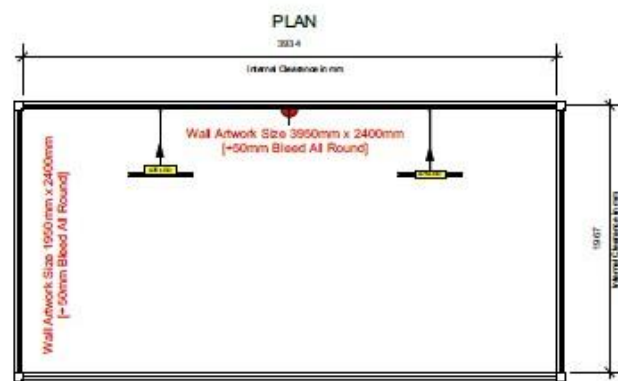 PLAN
3934
Internal Clearance in mm
Wall Artwork Size 3950mm x 2400mm
[+50mm Bleed All Round]
Wall Artwork Size 1950mm x 2400mm
[+50mm Bleed All Round]
1967
Internal Clearance in mm